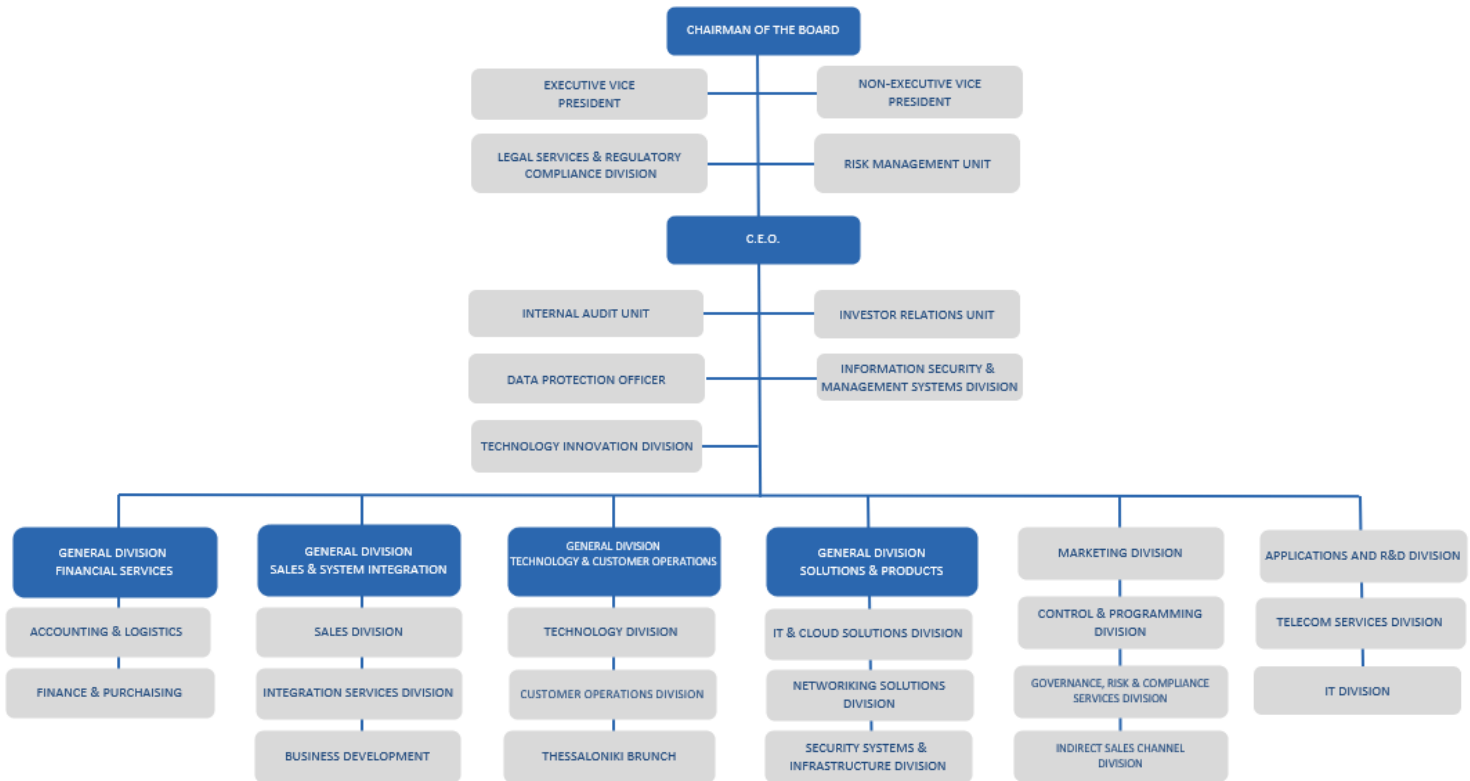 CHAIRMAN OF THE BOARD
EXECUTIVE VICE
PRESIDENT
NON-EXECUTIVE VICE
PRESIDENT
LEGAL SERVICES & REGULATORY
COMPLIANCE DIVISION
RISK MANAGEMENT UNIT
C.E.O.
INTERNAL AUDIT UNIT
INVESTOR RELATIONS UNIT
DATA PROTECTION OFFICER
INFORMATION SECURITY &
MANAGEMENT SYSTEMS DIVISION
TECHNOLOGY INNOVATION DIVISION
GENERAL DIVISION
FINANCIAL SERVICES
ACCOUNTING & LOGISTICS
FINANCE & PURCHAISING
GENERAL DIVISION
SALES & SYSTEM INTEGRATION
SALES DIVISION
INTEGRATION SERVICES DIVISION
BUSINESS DEVELOPMENT
GENERAL DIVISION
TECHNOLOGY & CUSTOMER OPERATIONS
TECHNOLOGY DIVISION
CUSTOMER OPERATIONS DIVISION
THESSALONIKI BRUNCH
GENERAL DIVISION
SOLUTIONS & PRODUCTS
IT & CLOUD SOLUTIONS DIVISION
NETWORIKING SOLUTIONS
DIVISION
SECURITY SYSTEMS &
INFRASTRUCTURE DIVISION
MARKETING DIVISION
CONTROL & PROGRAMMING
DIVISION
GOVERNANCE, RISK & COMPLIANCE
SERVICES DIVISION
INDIRECT SALES CHANNEL
DIVISION
APPLICATIONS AND R&D DIVISION
TELECOM SERVICES DIVISION
IT DIVISION